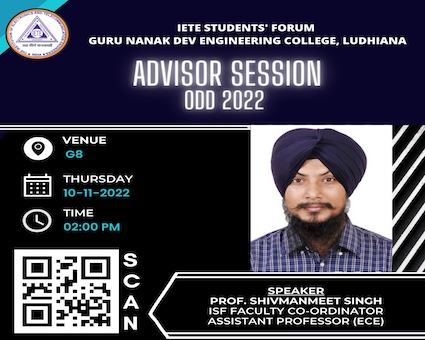 IETE STUDENTS' FORUM
GURU NANAK DEV ENGINEERING COLLEGE, LUDHIANA
ADVISOR SESSION
ODD 2022
VENUE
G8
THURSDAY
10-11-2022
TIME
02:00 PM
SCAN
SPEAKER
PROF. SHIVMANMEET SINGH
ISF FACULTY CO-ORDINATOR
ASSISTANT PROFESSOR (ECE)